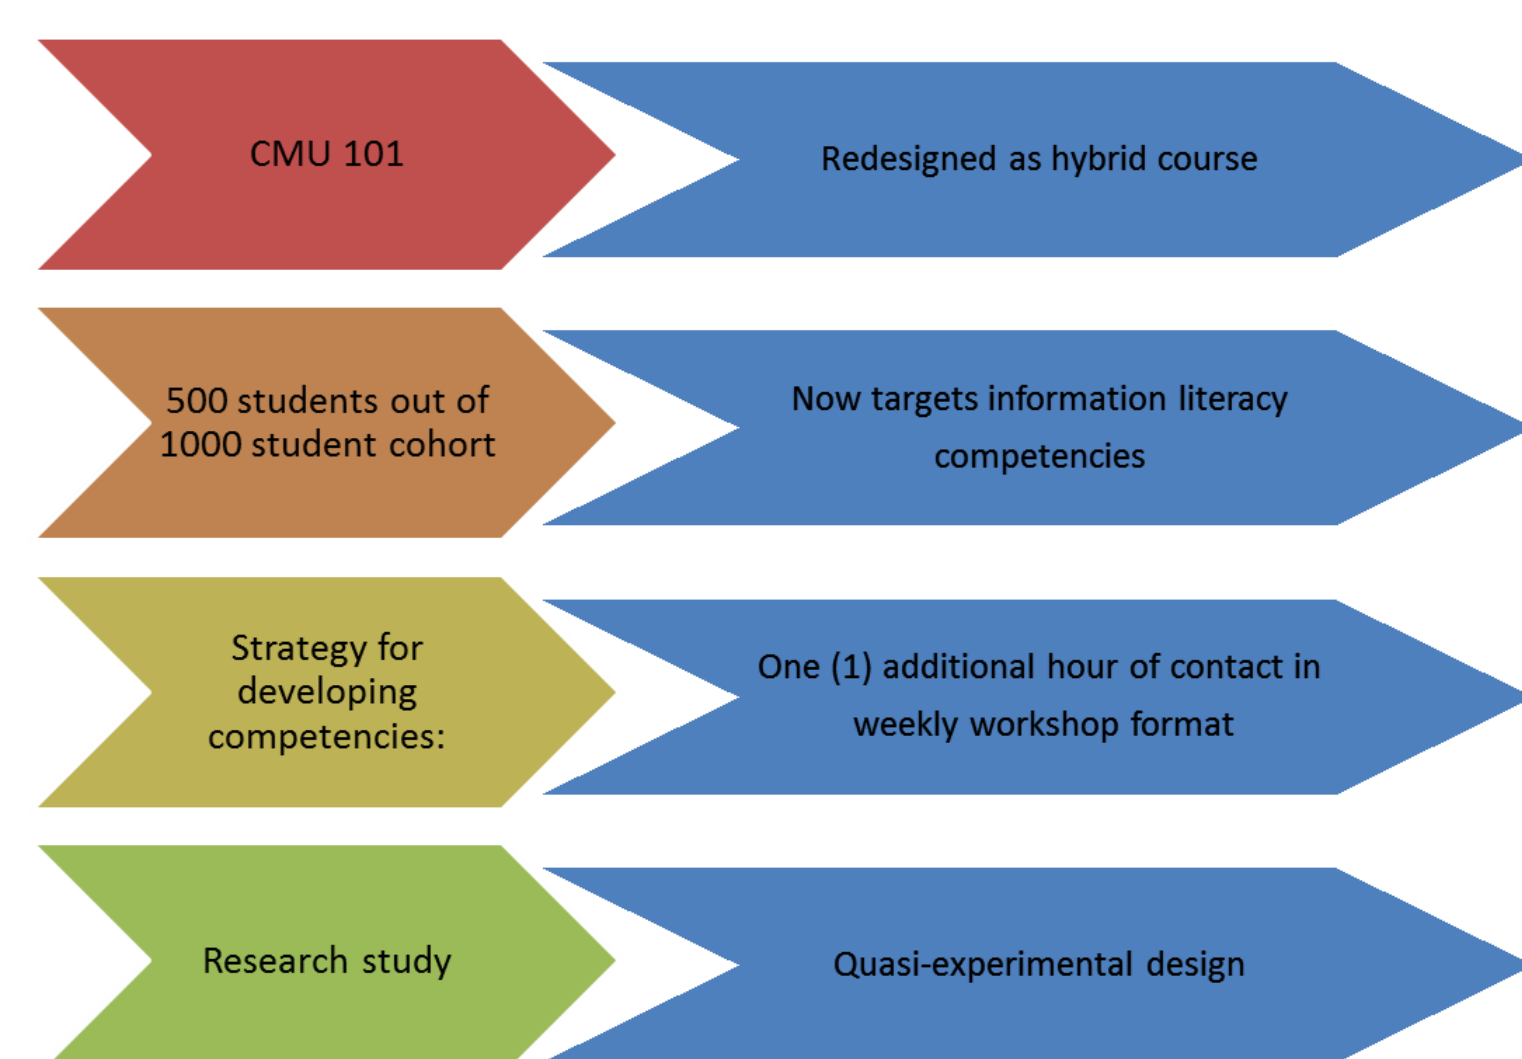 CMU 101
Redesigned as hybrid course
500 students out of
1000 student cohort
Now targets information literacy
competencies
Strategy for
developing
competencies:
One (1) additional hour of contact in
weekly workshop format
Research study
Quasi-experimental design